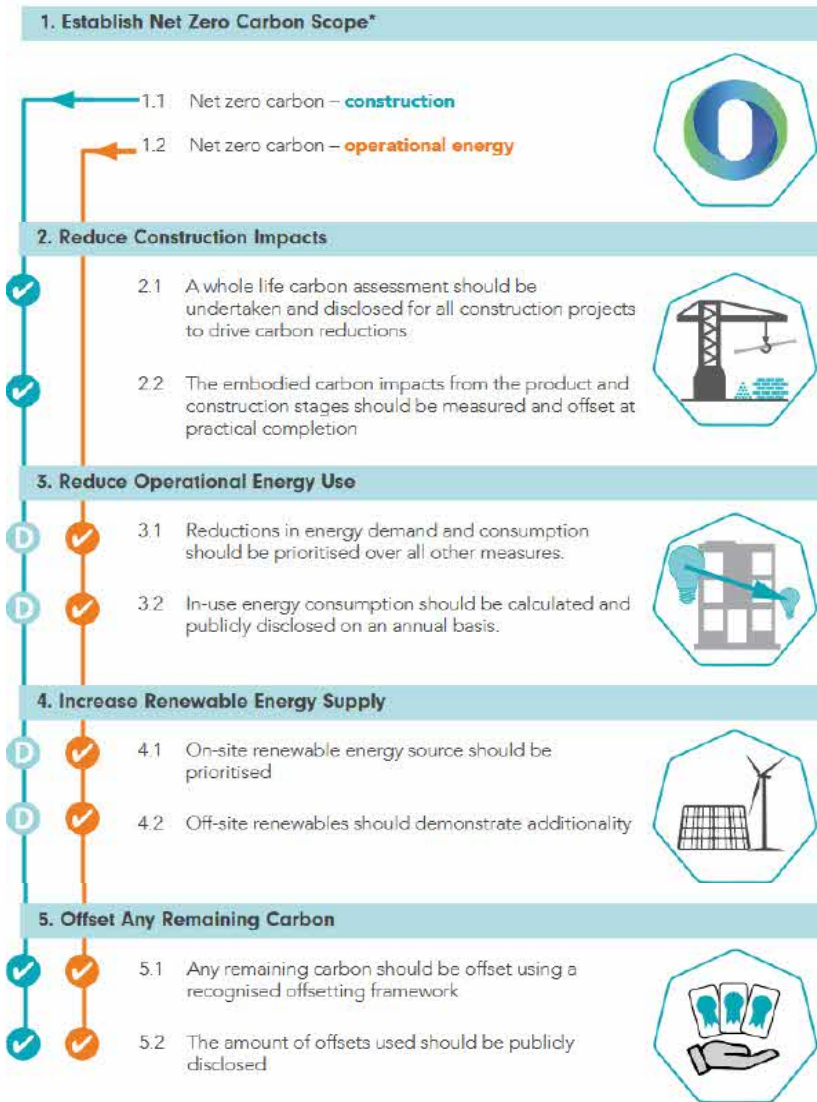 1. Establish Net Zero Carbon Scope*
1.1 Net zero carbon – construction
1.2 Net zero carbon – operational energy
2. Reduce Construction Impacts
2.1 A whole life carbon assessment should be
undertaken and disclosed for all construction projects
to drive carbon reductions
2.2 The embodied carbon impacts from the product and
construction stages should be measured and offset at
practical completion
3. Reduce Operational Energy Use
D 3.1 Reductions in energy demand and consumption
should be prioritised over all other measures.
D 3.2 In-use energy consumption should be calculated and
publicly disclosed on an annual basis.
4. Increase Renewable Energy Supply
D 4.1 On-site renewable energy source should be
prioritised
D 4.2 Off-site renewables should demonstrate additionality
5. Offset Any Remaining Carbon
5.1 Any remaining carbon should be offset using a
recognised offsetting framework
5.2 The amount of offsets used should be publicly
disclosed